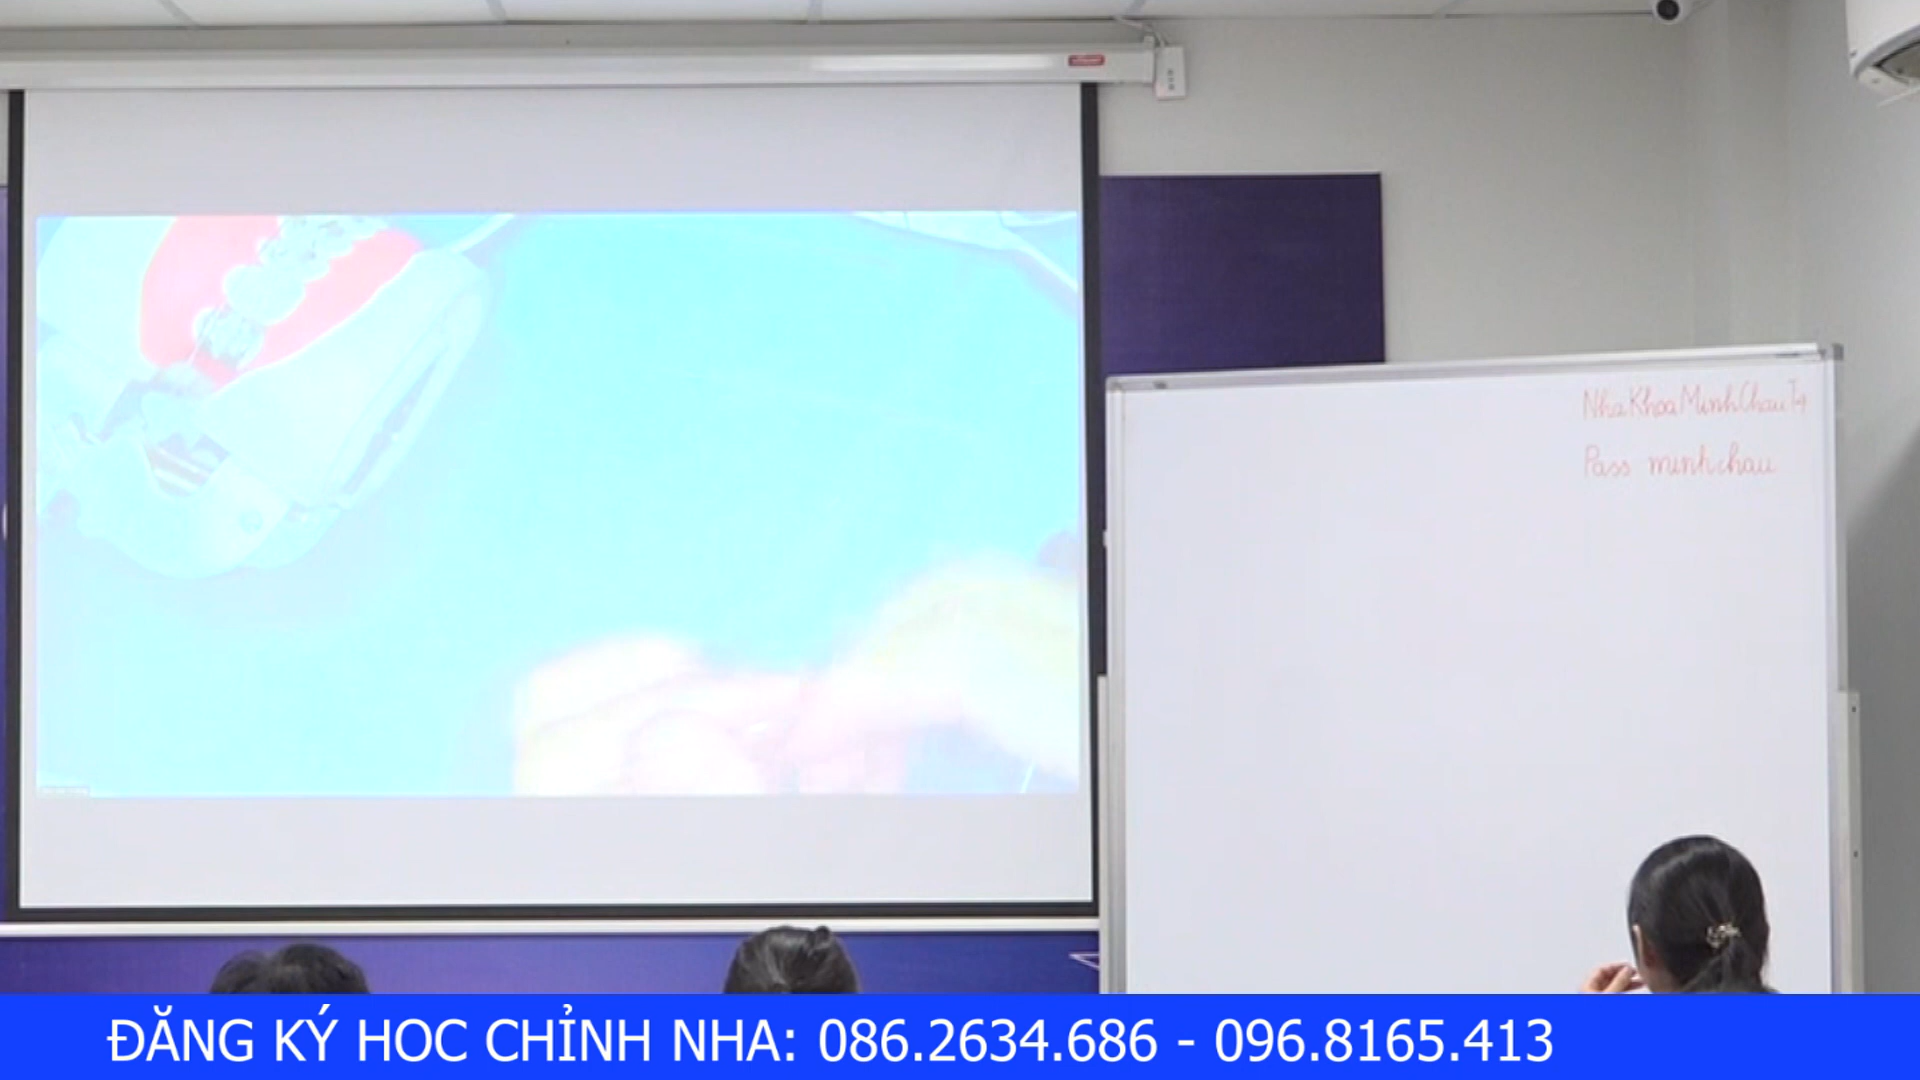 Nha Khoa Minh Chau T4
Pass minhchau
ĐĂNG KÝ HOC CHỈNH NHA: 086.2634.686 - 096.8165.413